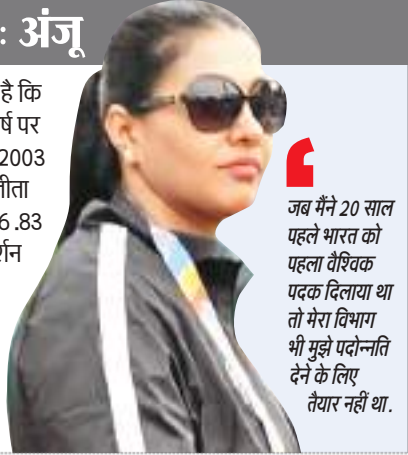 : अंजू
है कि
र्ष पर
2003
ीता
6.83
र्शन
जब मैंने 20 साल
पहले भारत को
पहला वैश्विक
पदक दिलाया था
तो मेरा विभाग
भी मुझे पदोन्नति
देने के लिए
तैयार नहीं था.